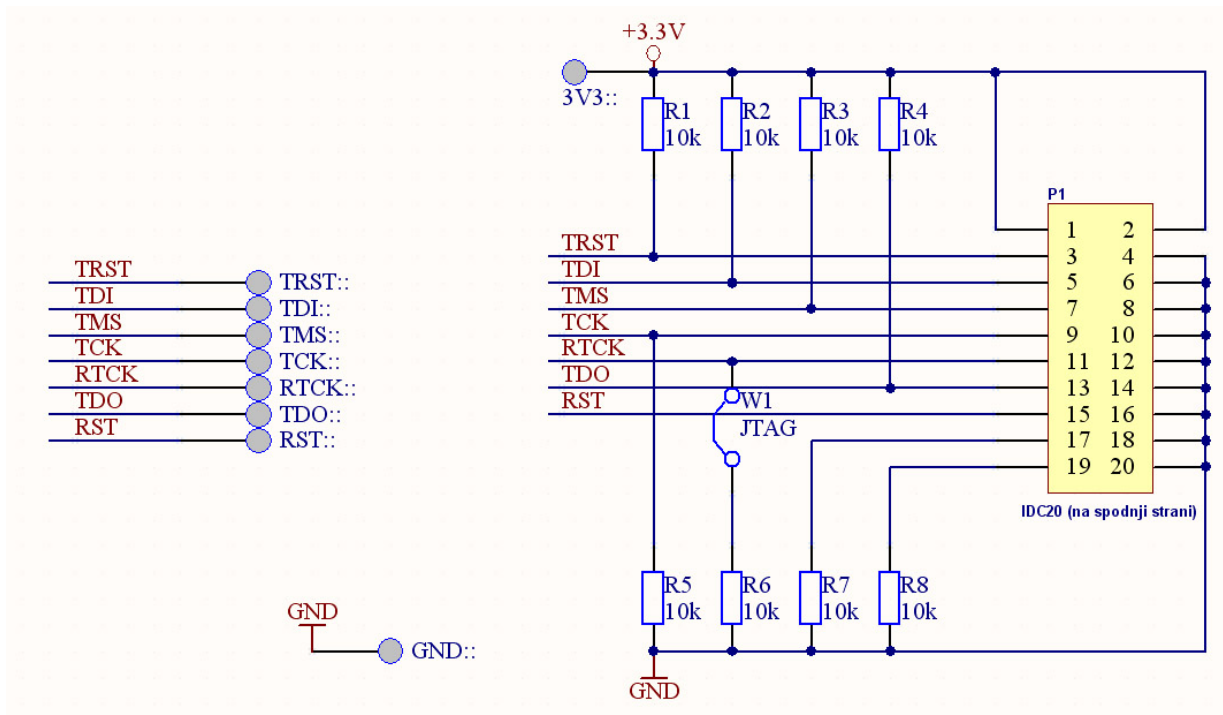 +3.3V
3V3::
R1
10k
R2
10k
R3
10k
R4
10k
P1
1 2
3 4
5 6
7 8
9 10
11 12
13 14
15 16
17 18
19 20
IDC20 (na spodnji strani)
TRST
TDI
TMS
TCK
RTCK
TDO
RST
W1
JTAG
TRST
TRST::
TDI
TDI::
TMS
TMS::
TCK
TCK::
RTCK
RTCK::
TDO
TDO::
RST
RST::
R5
10k
R6
10k
R7
10k
R8
10k
GND
GND::
GND